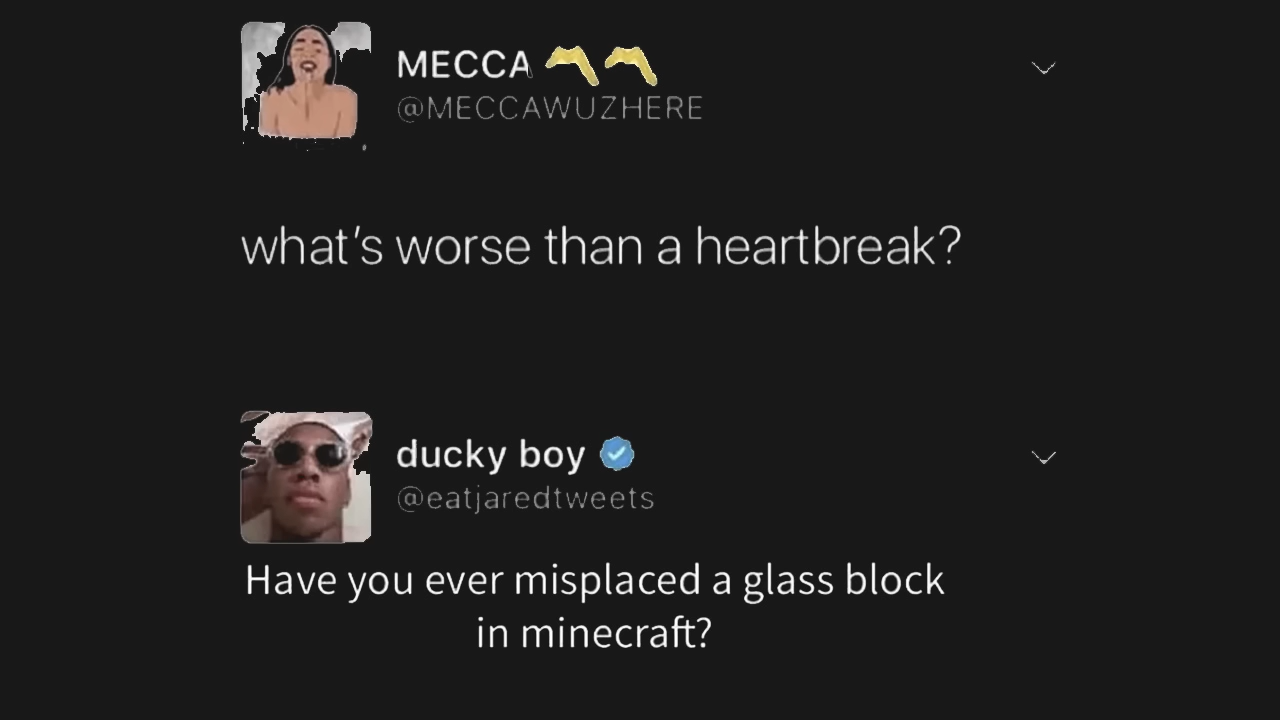 MECCA
@MECCAWUZHERE
what's worse than a heartbreak?
ducky boy
@eatjaredtweets
Have you ever misplaced a glass block
in minecraft?